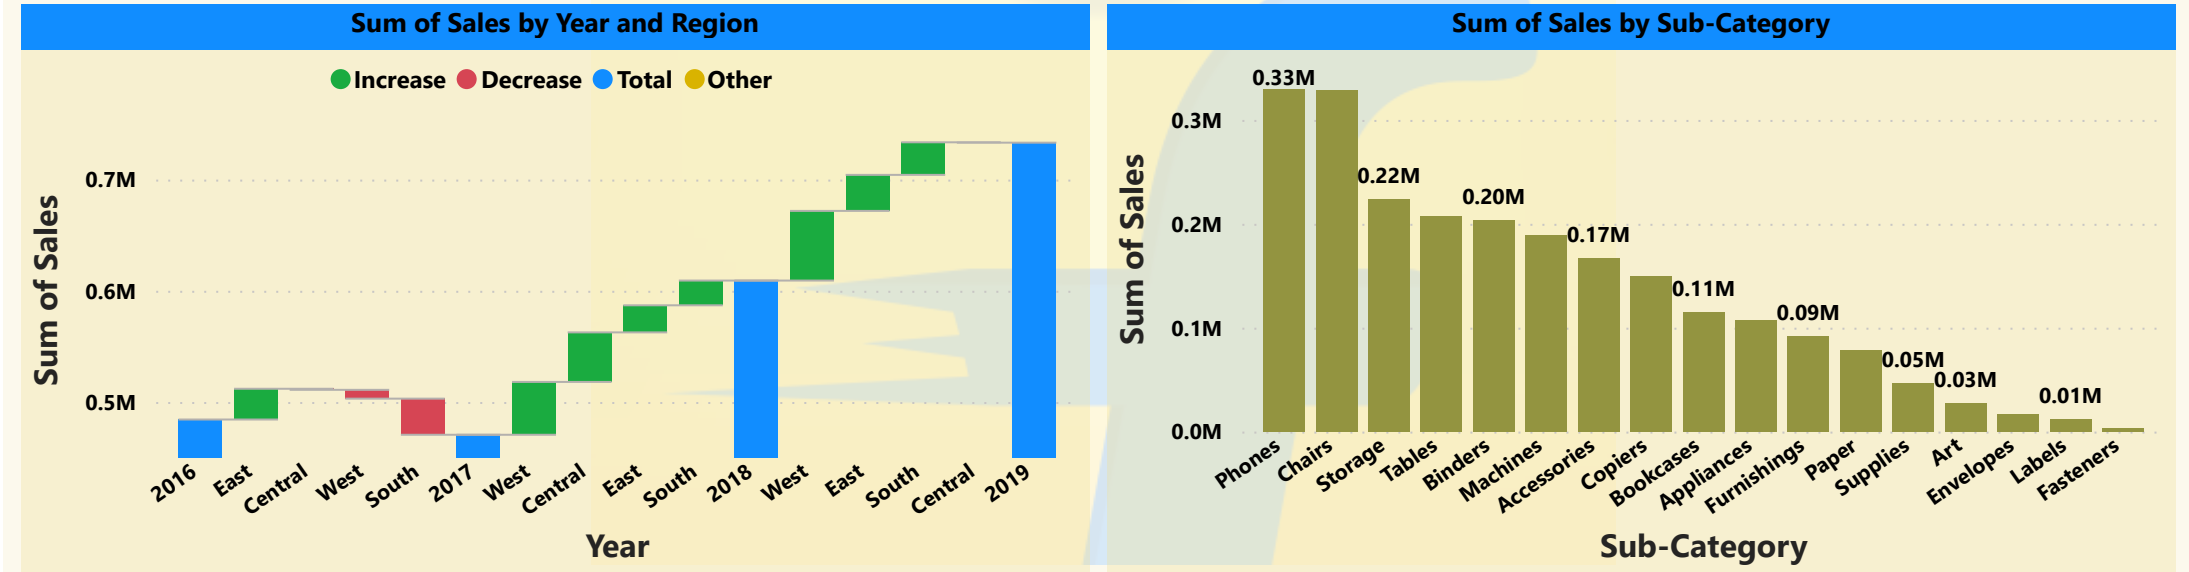 Sum of Sales by Year and Region
Increase Decrease Total Other
Sum of Sales
0.7M
0.6M
0.5M
2016 East Central West South 2017 West Central East South 2018 West East South Central 2019
Year
Sum of Sales by Sub-Category
Sum of Sales
0.3M
0.2M
0.1M
0.0M
0.33M
0.22M
0.20M
0.17M
0.11M
0.09M
0.05M
0.03M
0.01M
Phones Chairs Storage Tables Binders Machines Accessories Copiers Bookcases Appliances Furnishings Paper Supplies Art Envelopes Labels Fasteners
Sub-Category